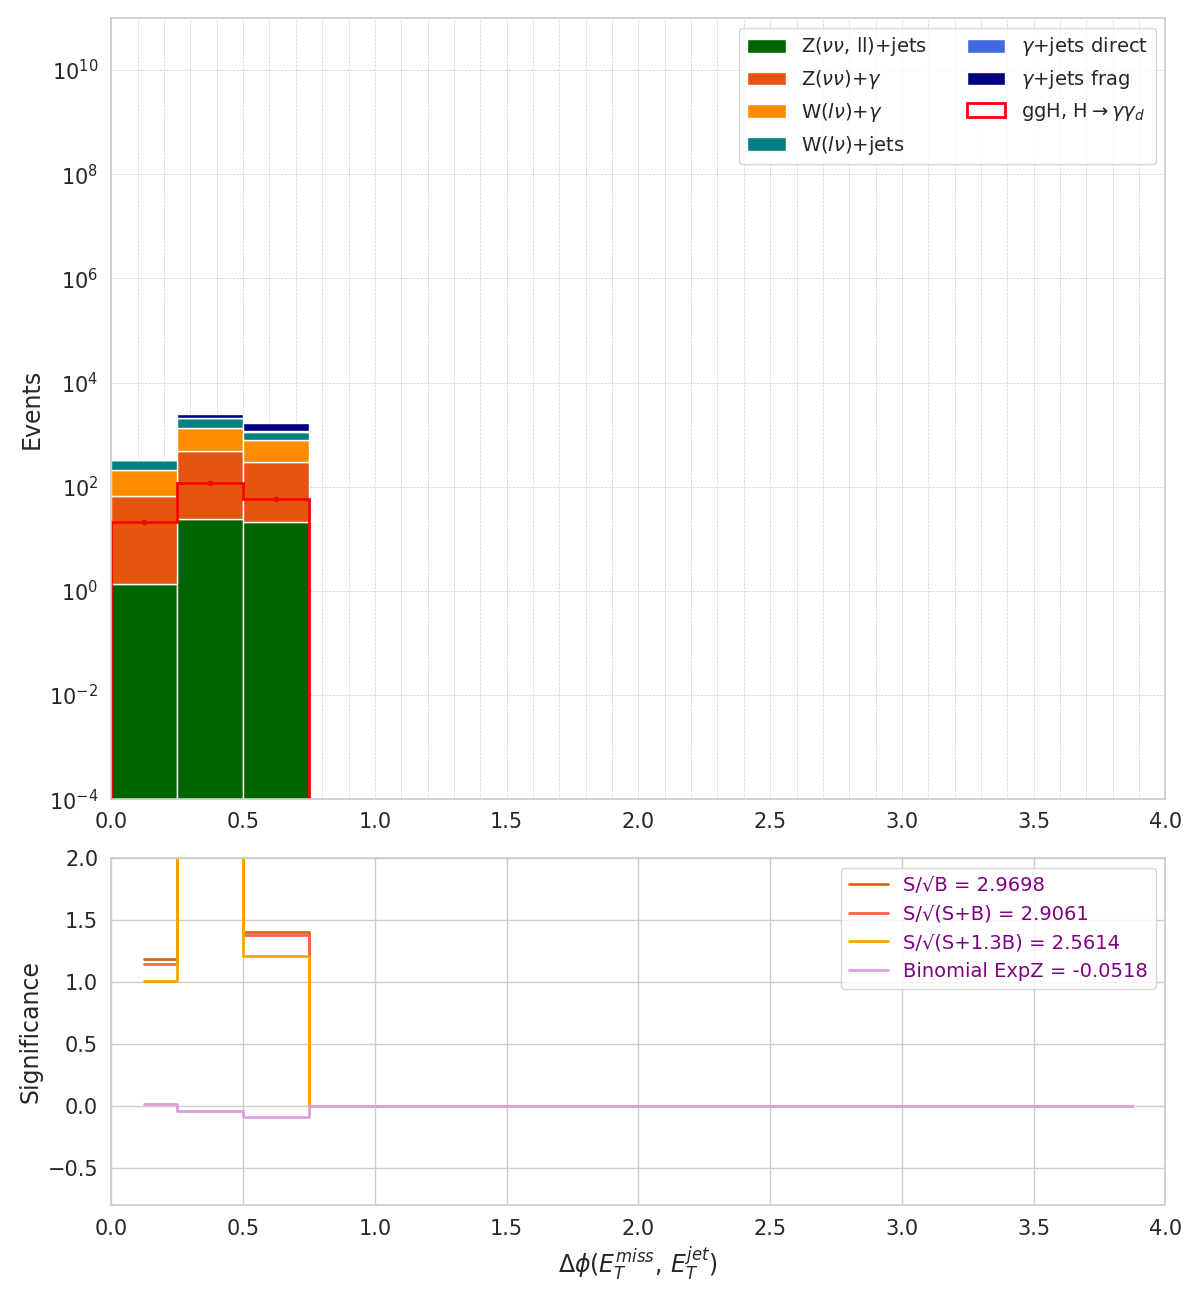 Z(νν, ll)+jets
Z(νν)+γ
W(lν)+γ
W(lν)+jets
γ+jets direct
γ+jets frag
ggH, H→γγ_d
Events
10^10
10^8
10^6
10^4
10^2
10^0
10^−2
10^−4
0.0 0.5 1.0 1.5 2.0 2.5 3.0 3.5 4.0
S/√B = 2.9698
S/√(S+B) = 2.9061
S/√(S+1.3B) = 2.5614
Binomial ExpZ = -0.0518
Significance
2.0
1.5
1.0
0.5
0.0
−0.5
0.0 0.5 1.0 1.5 2.0 2.5 3.0 3.5 4.0
Δϕ(E_T^miss, E_T^jet)